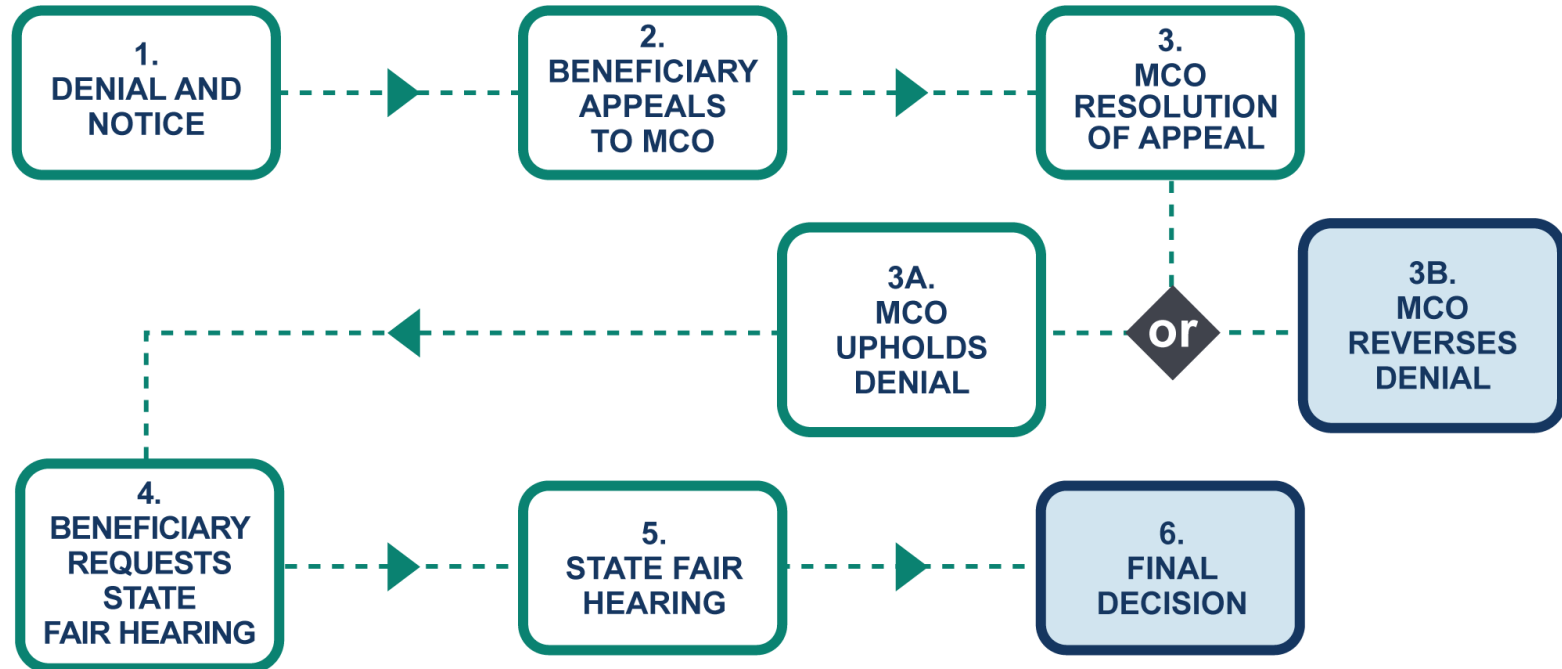 1.
DENIAL AND
NOTICE
2.
BENEFICIARY
APPEALS
TO MCO
3.
MCO
RESOLUTION
OF APPEAL
3A.
MCO
UPHOLDS
DENIAL
or
3B.
MCO
REVERSES
DENIAL
4.
BENEFICIARY
REQUESTS
STATE
FAIR HEARING
5.
STATE FAIR
HEARING
6.
FINAL
DECISION